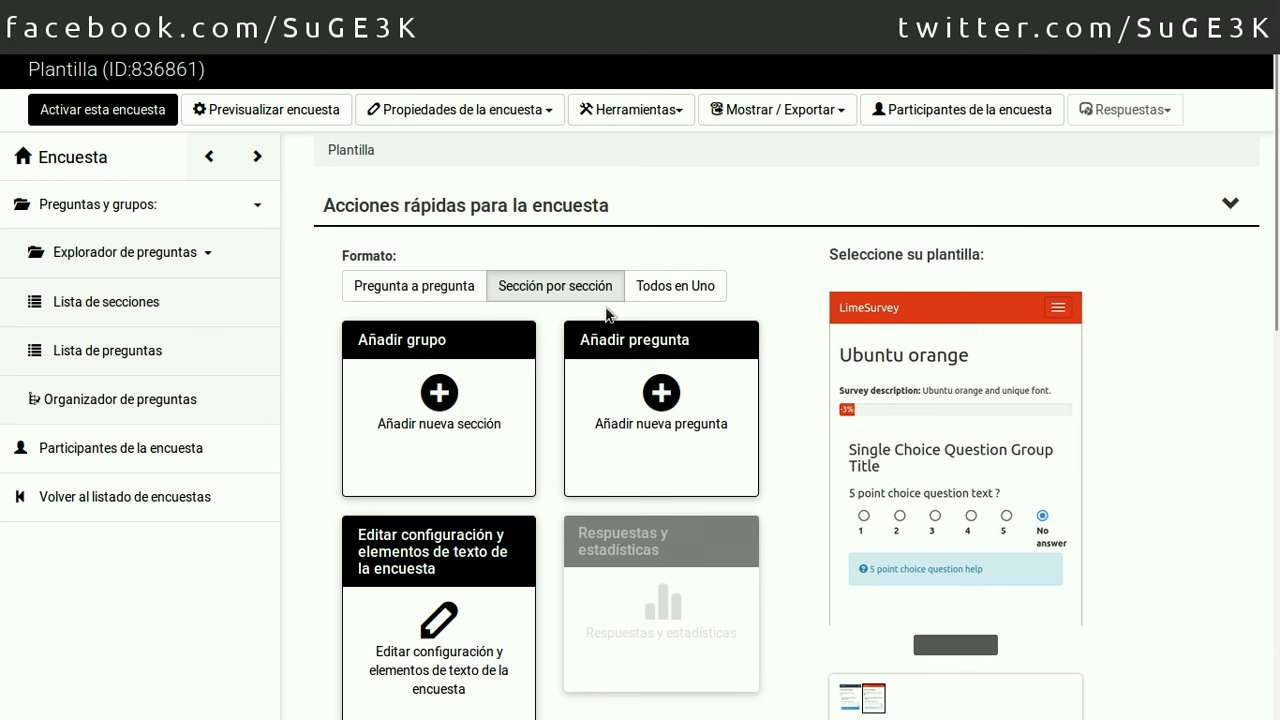 facebook.com/SuGE3K
twitter.com/SuGE3K
Plantilla (ID:836861)
Activar esta encuesta
Previsualizar encuesta
Propiedades de la encuesta
Herramientas
Mostrar / Exportar
Participantes de la encuesta
Respuestas
Encuesta
Preguntas y grupos:
Explorador de preguntas
Lista de secciones
Lista de preguntas
Organizador de preguntas
Participantes de la encuesta
Volver al listado de encuestas
Plantilla
Acciones rápidas para la encuesta
Formato:
Pregunta a pregunta
Sección por sección
Todos en Uno
Añadir grupo
Añadir nueva sección
Añadir pregunta
Añadir nueva pregunta
Editar configuración y
elementos de texto de
la encuesta
Editar configuración y
elementos de texto de la
encuesta
Respuestas y
estadísticas
Respuestas y estadísticas
Seleccione su plantilla:
LimeSurvey
Ubuntu orange
Survey description: Ubuntu orange and unique font.
-3%
Single Choice Question Group
Title
5 point choice question text ?
1 2 3 4 5 No
answer
5 point choice question help